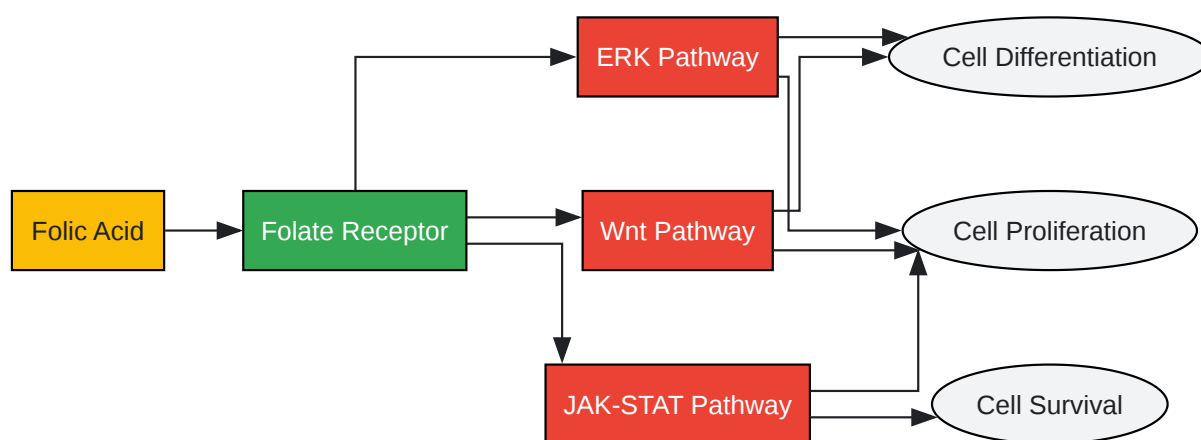 ERK Pathway
Cell Differentiation
Folic Acid
Folate Receptor
Wnt Pathway
Cell Proliferation
JAK-STAT Pathway
Cell Survival